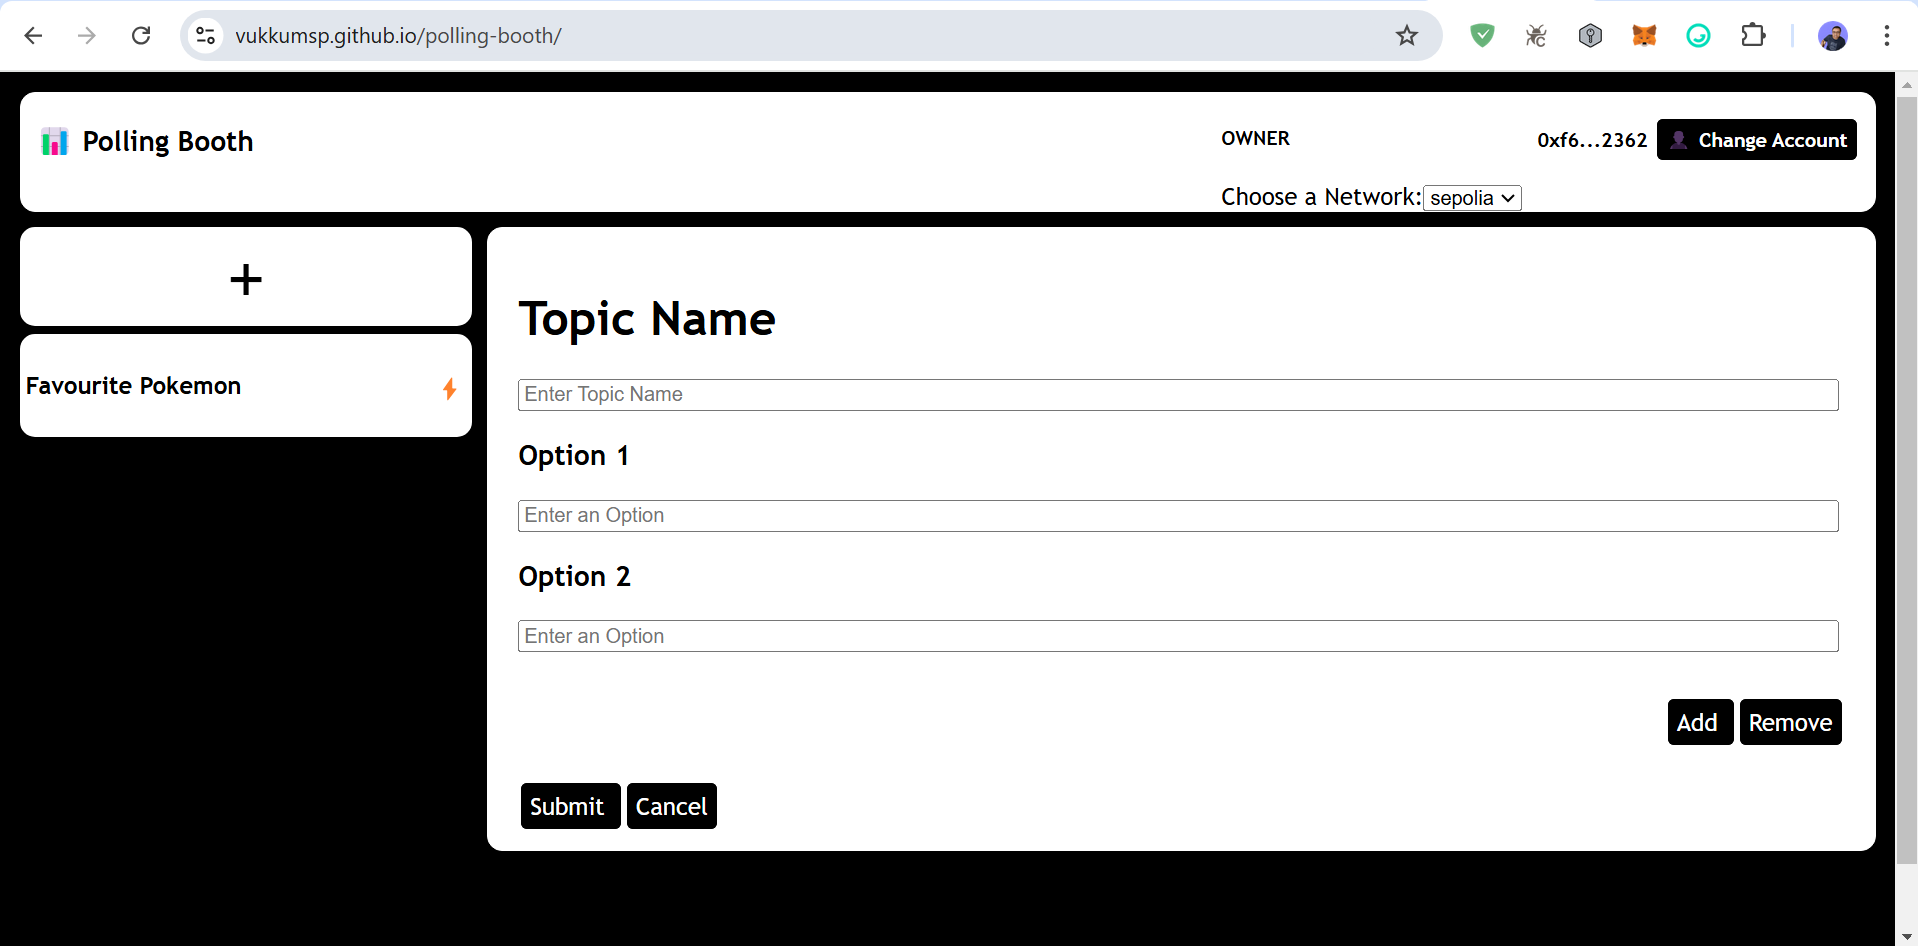 vukkumsp.github.io/polling-booth/
Polling Booth
OWNER
0xf6...2362
Change Account
Choose a Network: sepolia
+
Favourite Pokemon
Topic Name
Enter Topic Name
Option 1
Enter an Option
Option 2
Enter an Option
Add Remove
Submit Cancel